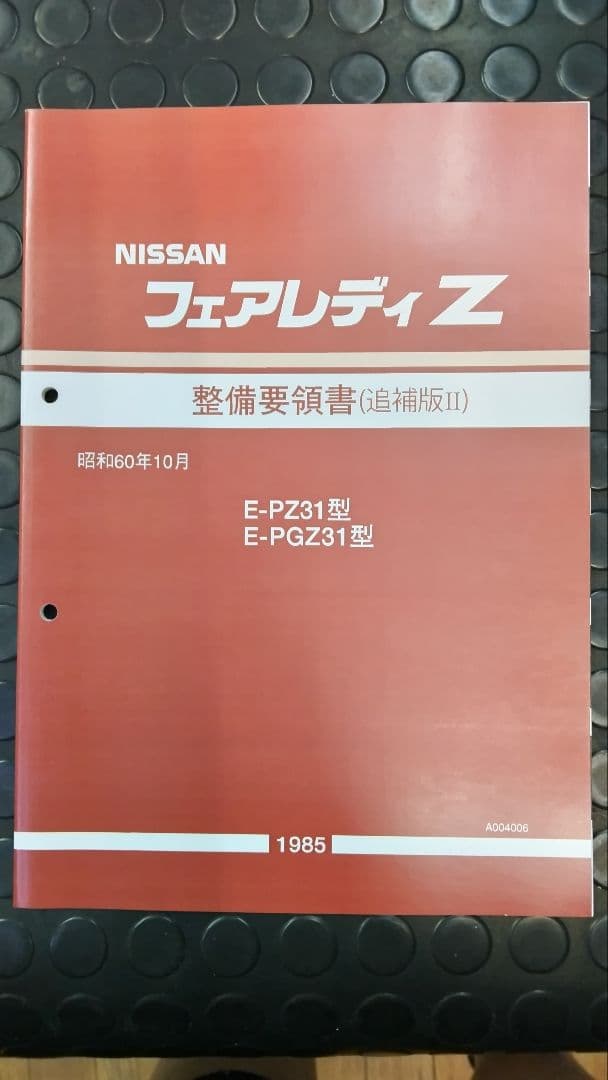 NISSAN
フェアレディZ
整備要領書(追補版II)
昭和60年10月
E-PZ31型
E-PGZ31型
A004006
1985